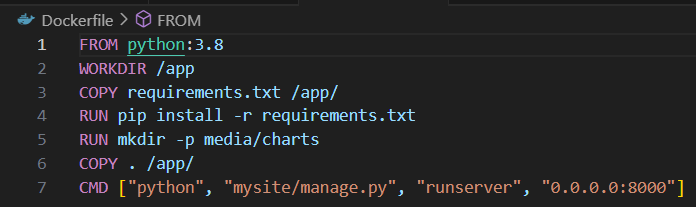 Dockerfile > FROM
1 FROM python:3.8
2 WORKDIR /app
3 COPY requirements.txt /app/
4 RUN pip install -r requirements.txt
5 RUN mkdir -p media/charts
6 COPY . /app/
7 CMD ["python", "mysite/manage.py", "runserver", "0.0.0.0:8000"]